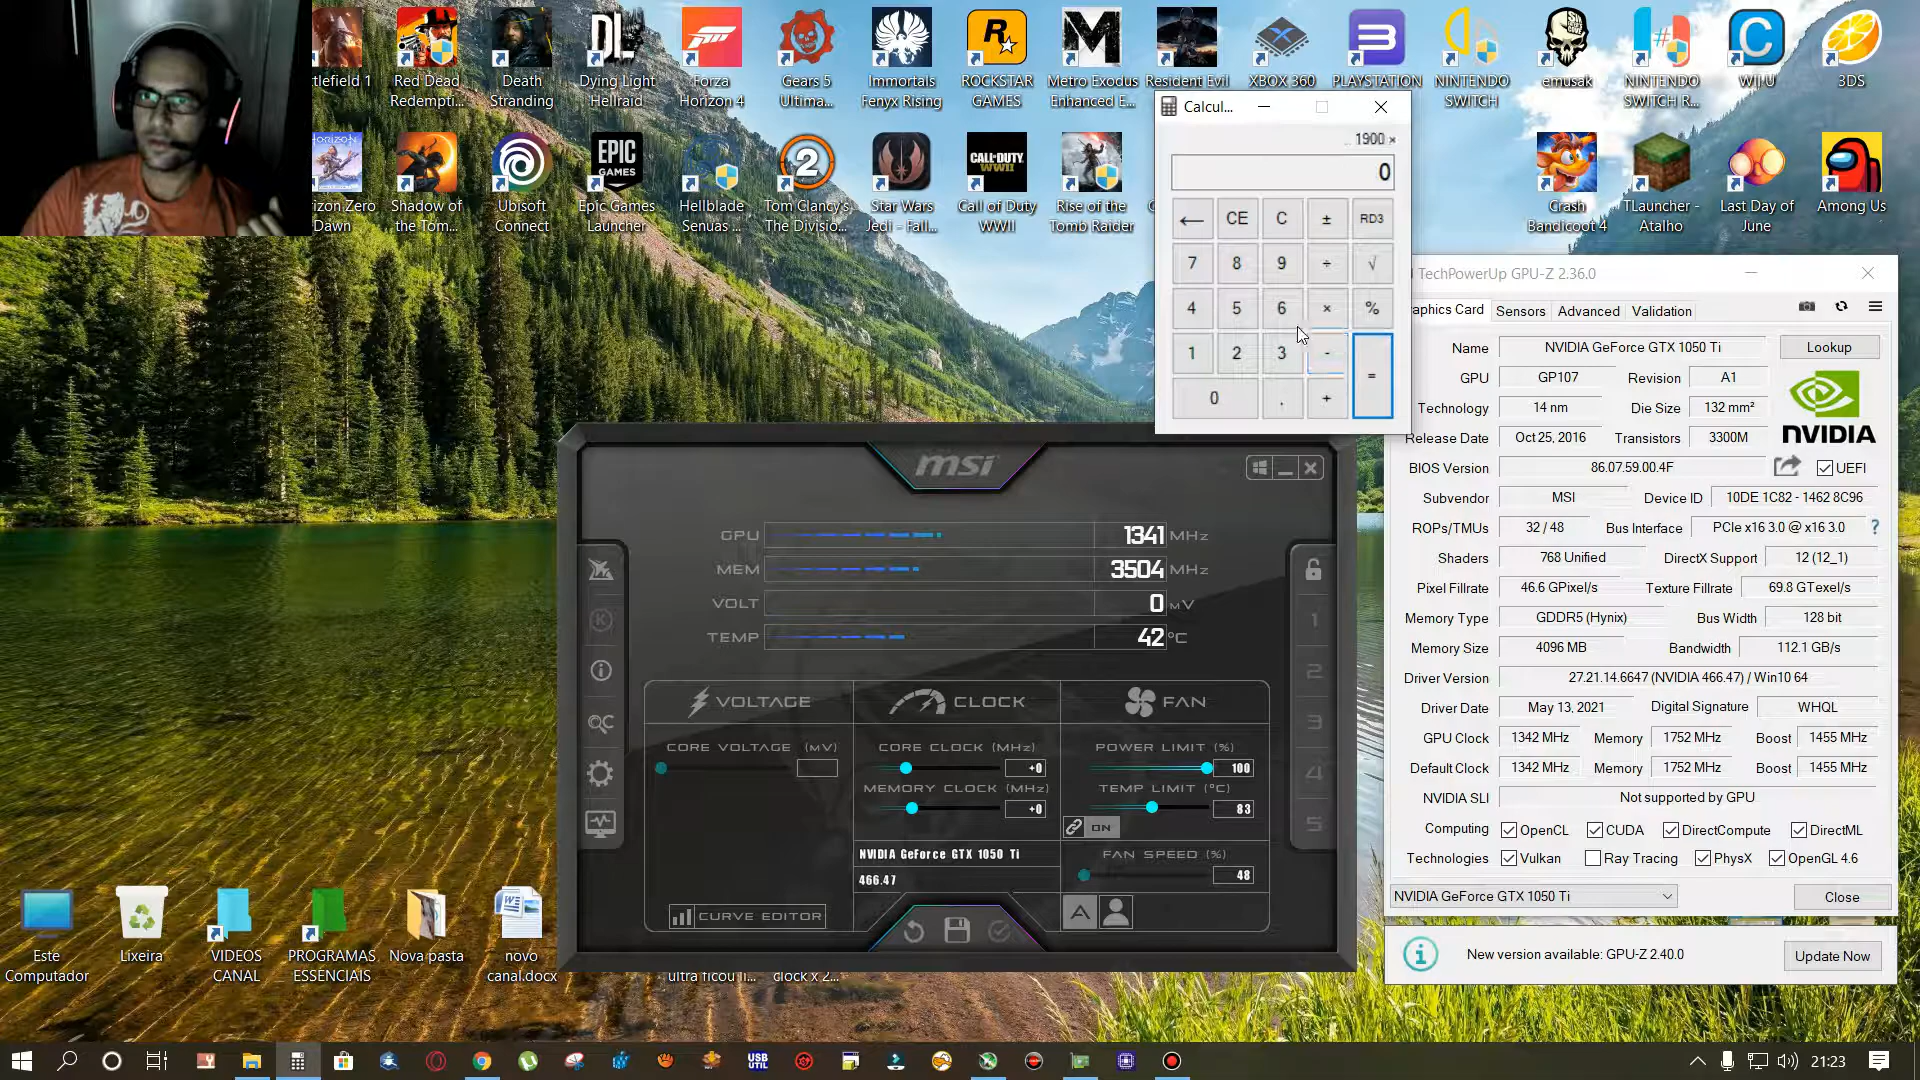 ttlefield 1
Red Dead
Redempti...
Death
Stranding
Dying Light
Hellraid
Forza
Horizon 4
Gears 5
Ultima...
Immortals
Fenyx Rising
ROCKSTAR
GAMES
Metro Exodus
Enhanced E...
Resident Evil
XBOX 360
PLAYSTATION
NINTENDO
SWITCH
emusak
NINTENDO
SWITCH R...
WII U
3DS
orizon Zero
Dawn
Shadow of
the Tom...
Ubisoft
Connect
EPIC
GAMES
Epic Games
Launcher
Hellblade
Senuas ...
Tom Clancy's
The Divisio...
Star Wars
Jedi - Fall...
CALL·DUTY
WWII
Call of Duty
WWII
Rise of the
Tomb Raider
Crash
Bandicoot 4
TLauncher -
Atalho
Last Day of
June
Among Us
Calcul...
1900 ×
0
← CE C ± RD3
7 8 9 ÷ √
4 5 6 × %
1 2 3 - =
0 . +
TechPowerUp GPU-Z 2.36.0
aphics Card Sensors Advanced Validation
Name NVIDIA GeForce GTX 1050 Ti Lookup
GPU GP107 Revision A1
Technology 14 nm Die Size 132 mm²
Release Date Oct 25, 2016 Transistors 3300M
NVIDIA
BIOS Version 86.07.59.00.4F UEFI
Subvendor MSI Device ID 10DE 1C82 - 1462 8C96
ROPs/TMUs 32 / 48 Bus Interface PCIe x16 3.0 @ x16 3.0 ?
Shaders 768 Unified DirectX Support 12 (12_1)
Pixel Fillrate 46.6 GPixel/s Texture Fillrate 69.8 GTexel/s
Memory Type GDDR5 (Hynix) Bus Width 128 bit
Memory Size 4096 MB Bandwidth 112.1 GB/s
Driver Version 27.21.14.6647 (NVIDIA 466.47) / Win10 64
Driver Date May 13, 2021 Digital Signature WHQL
GPU Clock 1342 MHz Memory 1752 MHz Boost 1455 MHz
Default Clock 1342 MHz Memory 1752 MHz Boost 1455 MHz
NVIDIA SLI Not supported by GPU
Computing OpenCL CUDA DirectCompute DirectML
Technologies Vulkan Ray Tracing PhysX OpenGL 4.6
NVIDIA GeForce GTX 1050 Ti Close
New version available: GPU-Z 2.40.0 Update Now
msi
GPU 1341 MHz
MEM 3504 MHz
VOLT 0 MV
TEMP 42 °C
K
i
OC
1
2
3
4
5
VOLTAGE
CLOCK
FAN
CORE VOLTAGE (MV)
CORE CLOCK (MHz)
+0
MEMORY CLOCK (MHz)
+0
POWER LIMIT (%)
100
TEMP LIMIT (°C)
83
ON
NVIDIA GeForce GTX 1050 Ti
466.47
FAN SPEED (%)
48
CURVE EDITOR
A
Este
Computador
Lixeira
VIDEOS
CANAL
PROGRAMAS
ESSENCIAIS
Nova pasta
novo
canal.docx
ultra ficou li...
clock x 2...
USB
UTIL
21:23